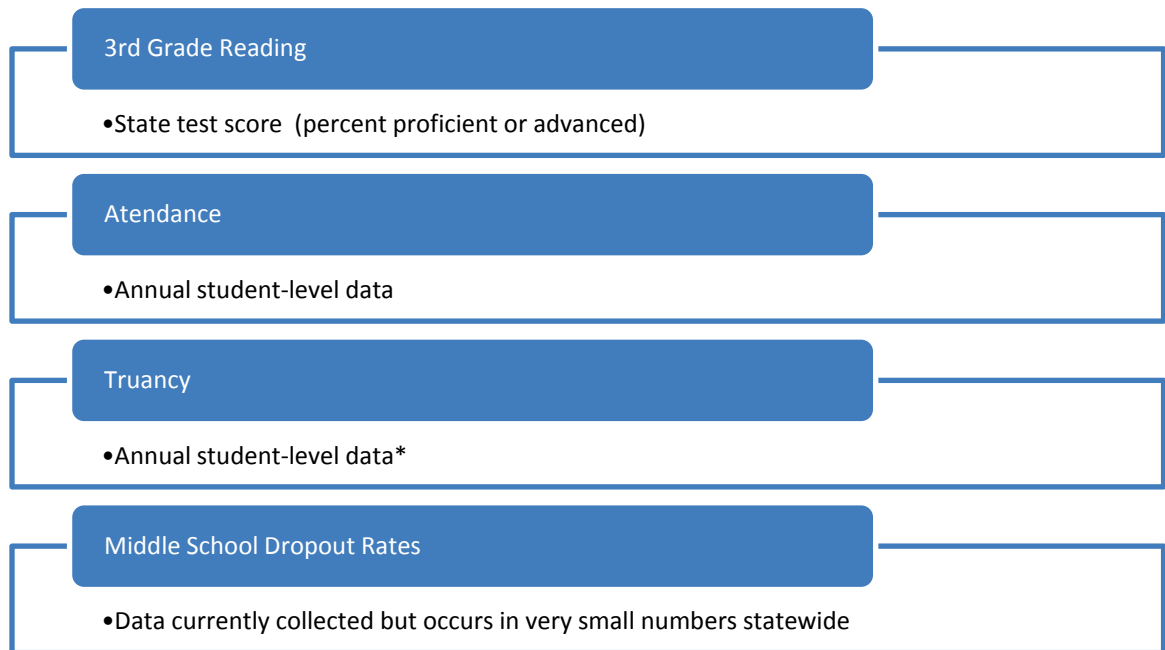 3rd Grade Reading
•State test score  (percent proficient or advanced)
Atendance
•Annual student-level data
Truancy
•Annual student-level data*
Middle School Dropout Rates
•Data currently collected but occurs in very small numbers statewide